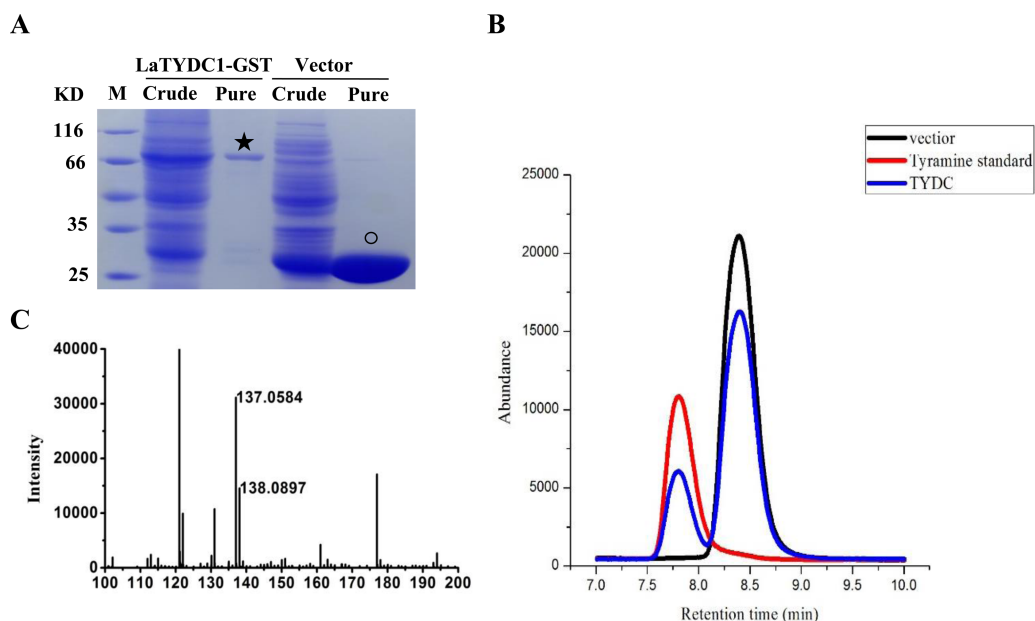 A
LaTYDC1-GST Vector
KD M Crude Pure Crude Pure
116
66
35
25
B
vectior
Tyramine standard
TYDC
25000
20000
15000
10000
5000
0
Abundance
7.0 7.5 8.0 8.5 9.0 9.5 10.0
Retention time (min)
C
40000
30000
20000
10000
0
Intensity
137.0584
138.0897
100 120 130 140 150 160 170 180 190 200